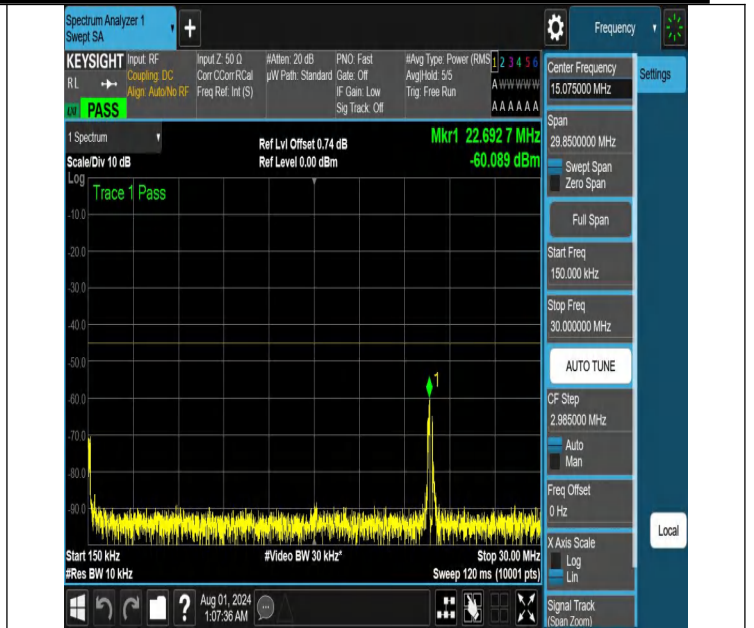 Spectrum Analyzer 1
Swept SA
+
Frequency
KEYSIGHT
RL
PASS
Input: RF
Coupling: DC
Align: Auto/No RF
Input Z: 50 Ω
Corr CCorr RCal
Freq Ref: Int (S)
#Atten: 20 dB
µW Path: Standard
PNO: Fast
Gate: Off
IF Gain: Low
Sig Track: Off
#Avg Type: Power (RMS
Avg|Hold: 5/5
Trig: Free Run
1 2 3 4 5 6
A W W W W W
A A A A A A
1 Spectrum
Scale/Div 10 dB
Ref Lvl Offset 0.74 dB
Ref Level 0.00 dBm
Mkr1 22.692 7 MHz
-60.089 dBm
Log
Trace 1 Pass
-10.0
-20.0
-30.0
-40.0
-50.0
-60.0
-70.0
-80.0
-90.0
1
Start 150 kHz
#Res BW 10 kHz
#Video BW 30 kHz*
Stop 30.00 MHz
Sweep 120 ms (10001 pts)
Center Frequency
15.075000 MHz
Settings
Span
29.8500000 MHz
Swept Span
Zero Span
Full Span
Start Freq
150.000 kHz
Stop Freq
30.000000 MHz
AUTO TUNE
CF Step
2.985000 MHz
Auto
Man
Freq Offset
0 Hz
Local
X Axis Scale
Log
Lin
Signal Track
(Span Zoom)
?
Aug 01, 2024
1:07:36 AM